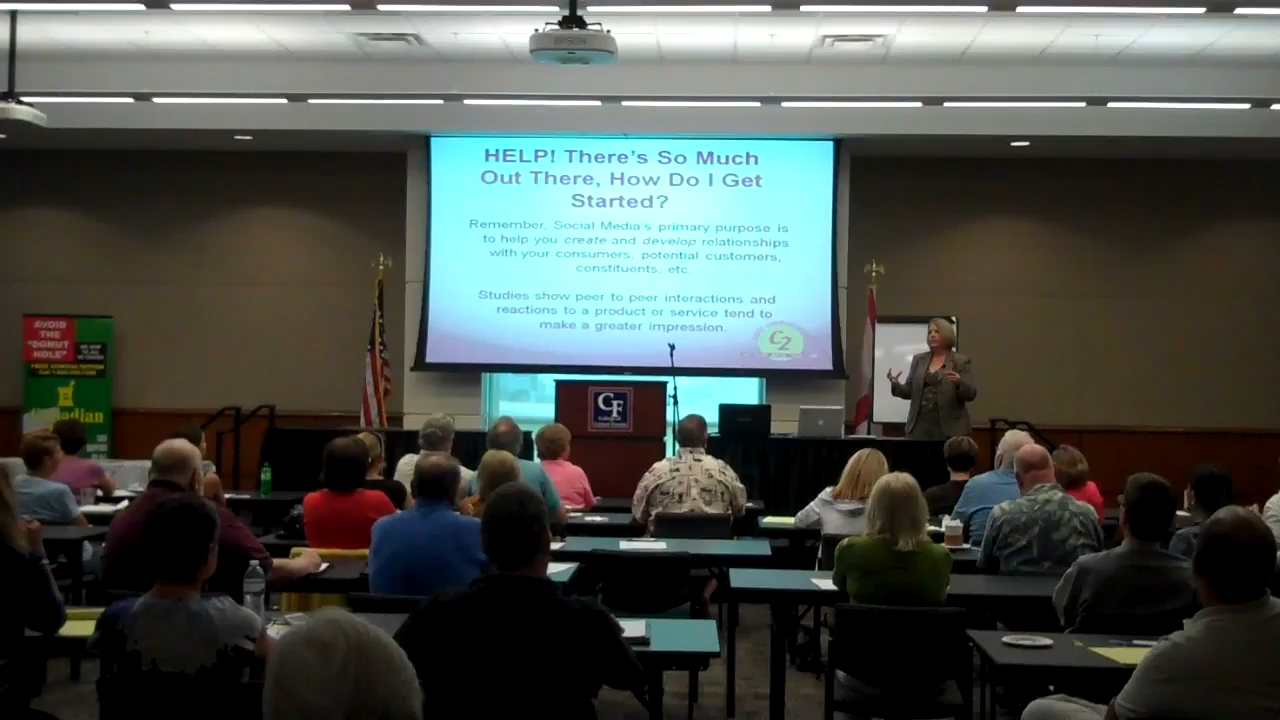 EPSON
HELP! There's So Much
Out There, How Do I Get
Started?
Remember, Social Media's primary purpose is
to help you create and develop relationships
with your consumers, potential customers,
constituents, etc.
Studies show peer to peer interactions and
reactions to a product or service tend to
make a greater impression.
C2
AVOID
THE
"DONUT
HOLE"
Canadian
CF